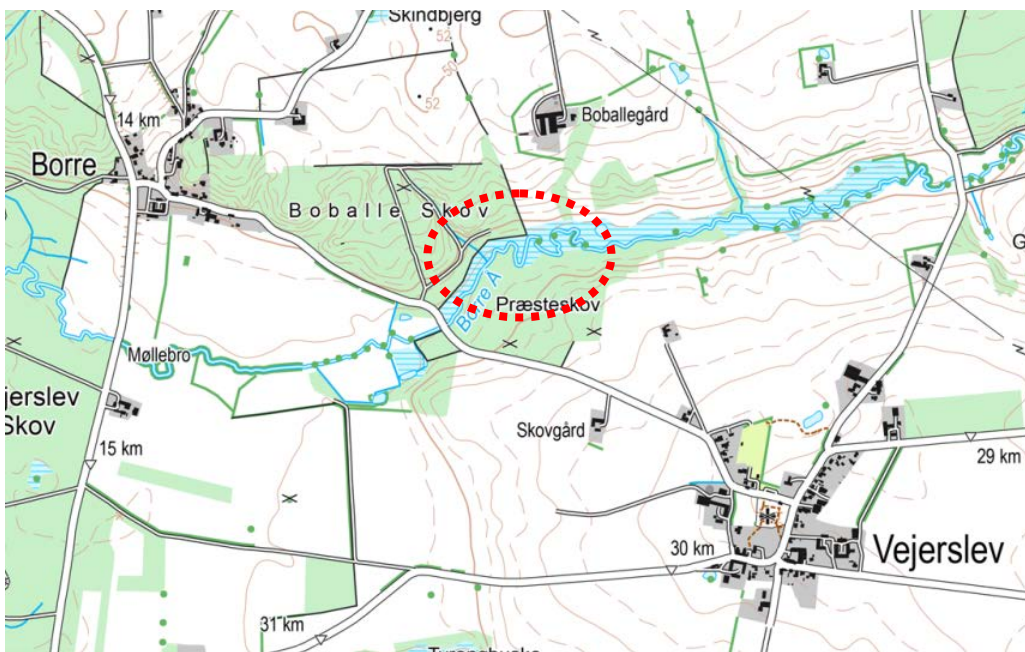 Skindbjerg
52
50
52
14 km
Boballegård
Borre
Boballe Skov
Borre Å
Præsteskov
Møllebro
jerslev
Skov
15 km
Skovgård
29 km
30 km
Vejerslev
31 km
G